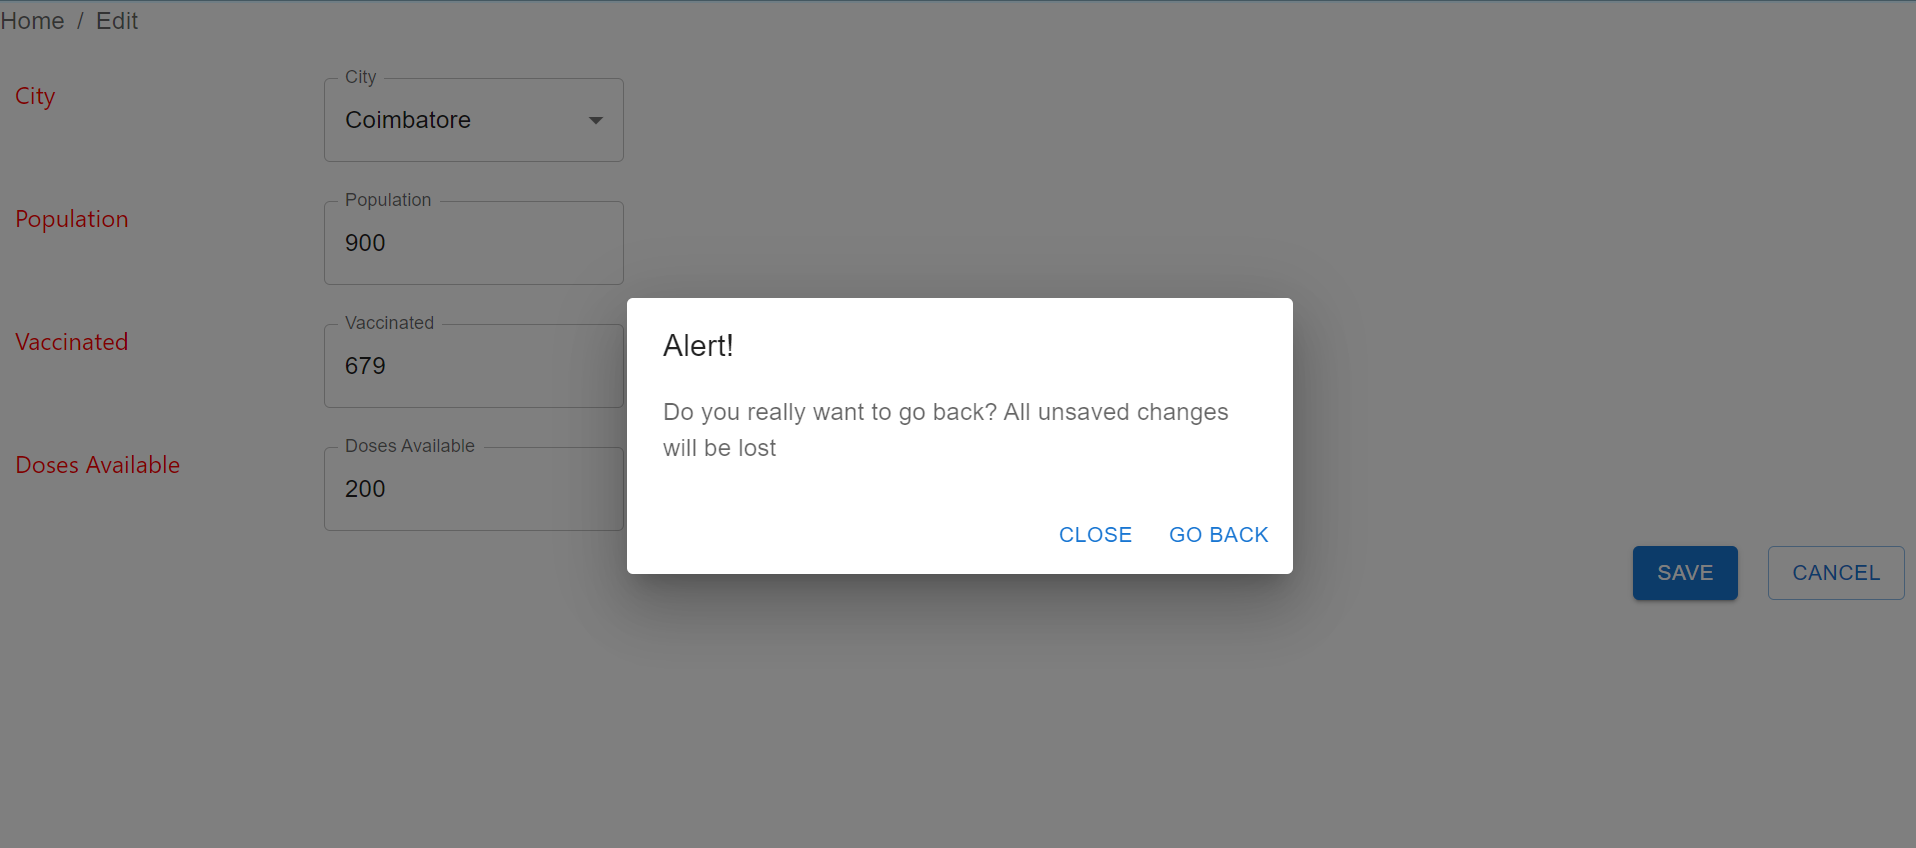 Home / Edit
City
City
Coimbatore
Population
Population
900
Vaccinated
Vaccinated
679
Doses Available
Doses Available
200
Alert!
Do you really want to go back? All unsaved changes
will be lost
CLOSE GO BACK
SAVE CANCEL